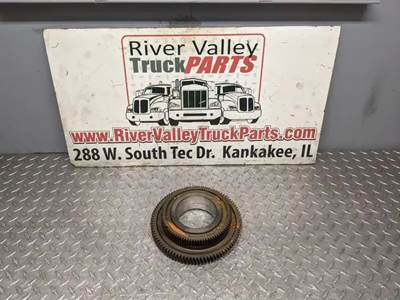 River Valley
TruckPARTS
www.RiverValleyTruckParts.com
288 W. South Tec Dr. Kankakee, IL